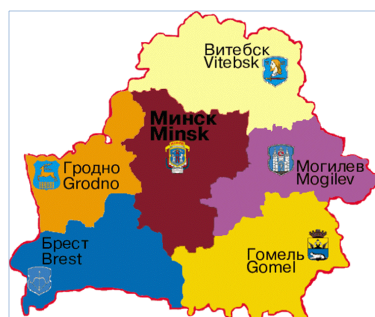 Витебск
Vitebsk
Минск
Minsk
Гродно
Grodno
Могилев
Mogilev
Брест
Brest
Гомель
Gomel